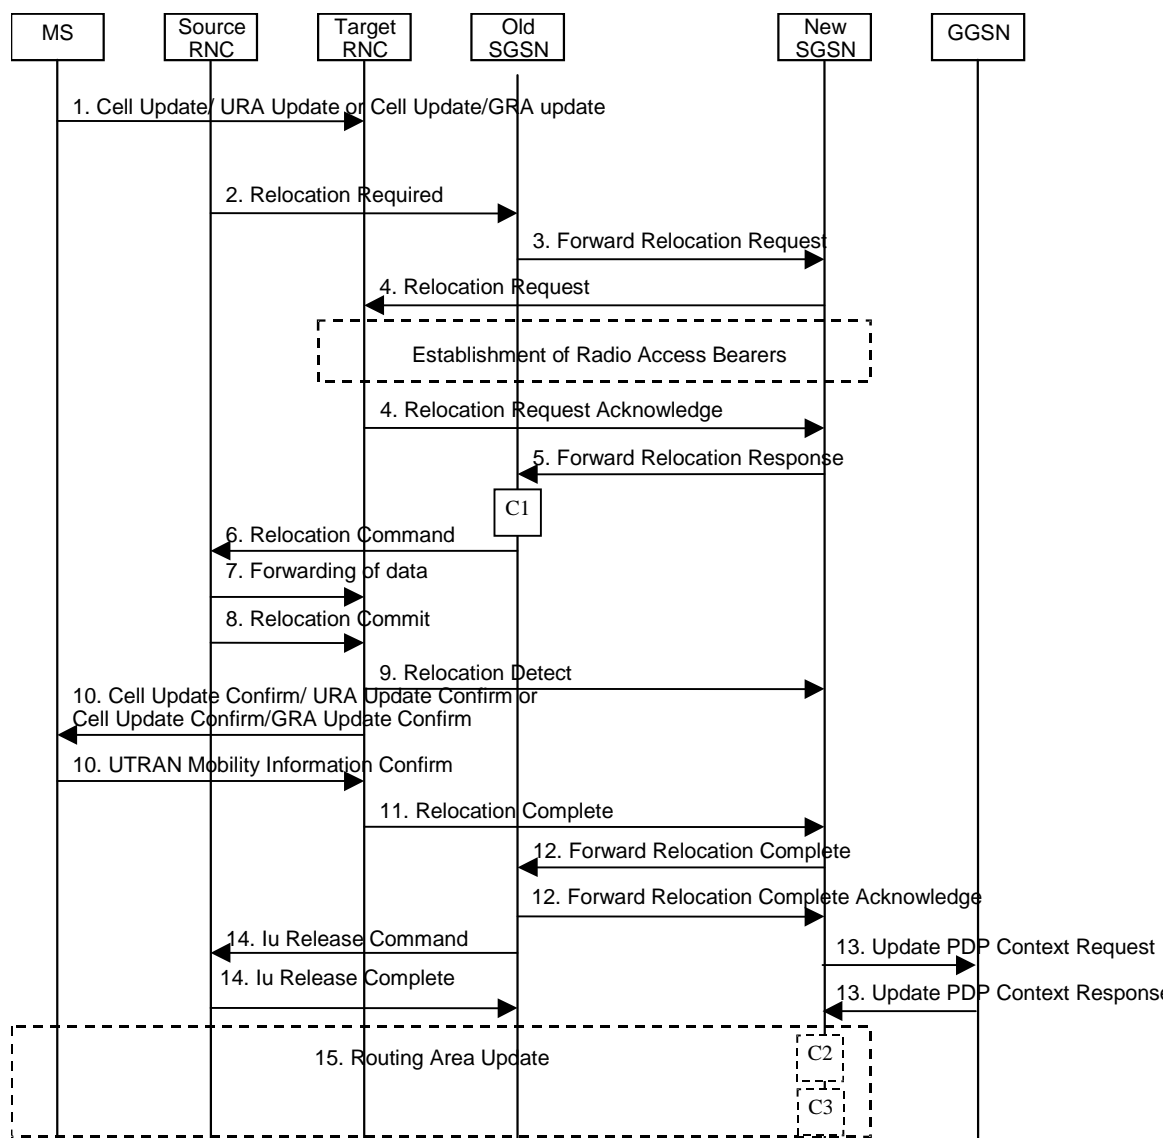 MS
Source
RNC
Target
RNC
Old
SGSN
New
SGSN
GGSN
1. Cell Update/ URA Update or Cell Update/GRA update
2. Relocation Required
3. Forward Relocation Request
4. Relocation Request
Establishment of Radio Access Bearers
4. Relocation Request Acknowledge
5. Forward Relocation Response
C1
6. Relocation Command
7. Forwarding of data
8. Relocation Commit
9. Relocation Detect
10. Cell Update Confirm/ URA Update Confirm or
Cell Update Confirm/GRA Update Confirm
10. UTRAN Mobility Information Confirm
11. Relocation Complete
12. Forward Relocation Complete
12. Forward Relocation Complete Acknowledge
14. Iu Release Command
13. Update PDP Context Request
14. Iu Release Complete
13. Update PDP Context Response
15. Routing Area Update
C2
C3